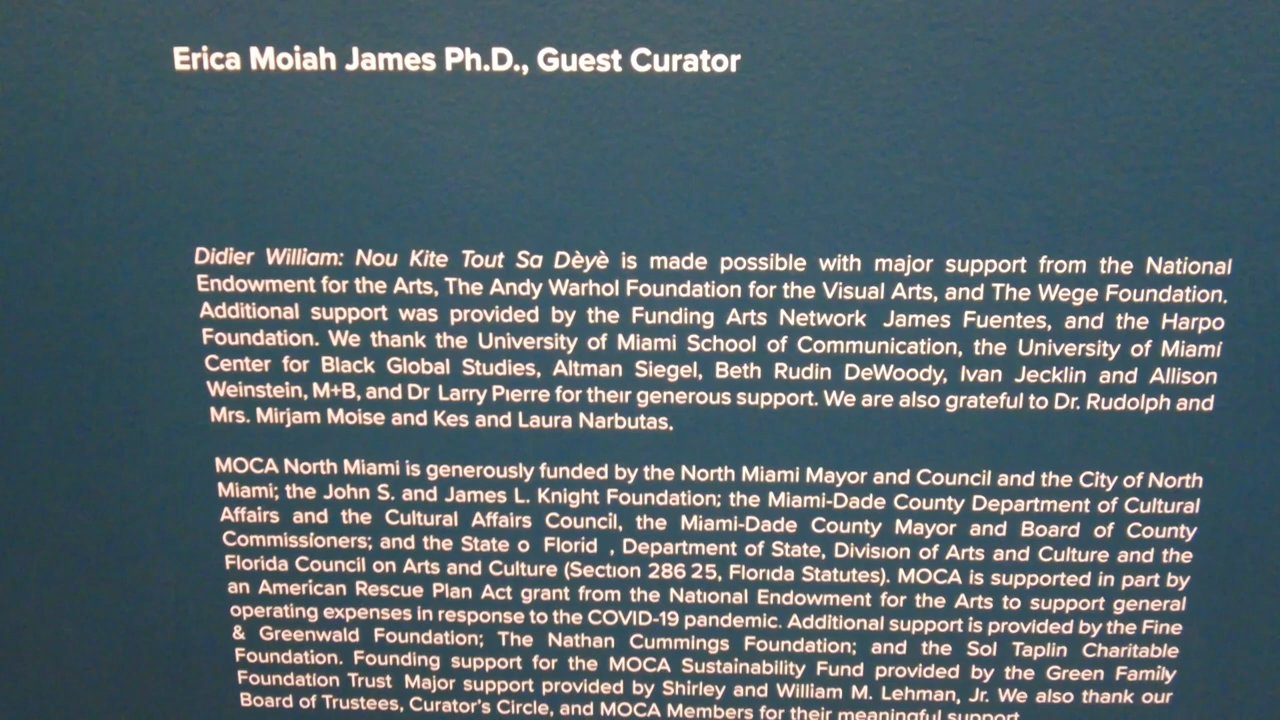 Erica Moiah James Ph.D., Guest Curator
Didier William: Nou Kite Tout Sa Dèyè is made possible with major support from the National
Endowment for the Arts, The Andy Warhol Foundation for the Visual Arts, and The Wege Foundation.
Additional support was provided by the Funding Arts Network James Fuentes, and the Harpo
Foundation. We thank the University of Miami School of Communication, the University of Miami
Center for Black Global Studies, Altman Siegel, Beth Rudin DeWoody, Ivan Jecklin and Allison
Weinstein, M+B, and Dr Larry Pierre for their generous support. We are also grateful to Dr. Rudolph and
Mrs. Mirjam Moise and Kes and Laura Narbutas.
MOCA North Miami is generously funded by the North Miami Mayor and Council and the City of North
Miami; the John S. and James L. Knight Foundation; the Miami-Dade County Department of Cultural
Affairs and the Cultural Affairs Council, the Miami-Dade County Mayor and Board of County
Commissioners; and the State o Florid , Department of State, Division of Arts and Culture and the
Florida Council on Arts and Culture (Section 286 25, Florida Statutes). MOCA is supported in part by
an American Rescue Plan Act grant from the National Endowment for the Arts to support general
operating expenses in response to the COVID-19 pandemic. Additional support is provided by the Fine
& Greenwald Foundation; The Nathan Cummings Foundation; and the Sol Taplin Charitable
Foundation. Founding support for the MOCA Sustainability Fund provided by the Green Family
Foundation Trust Major support provided by Shirley and William M. Lehman, Jr. We also thank our
Board of Trustees, Curator's Circle, and MOCA Members for their meaningful support